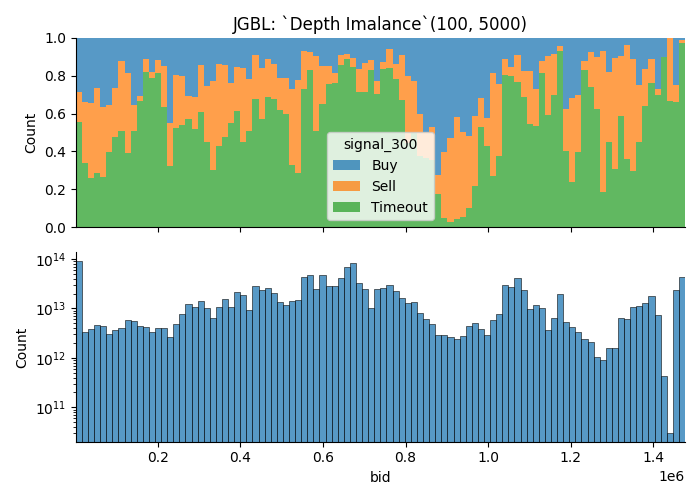 JGBL: `Depth Imalance`(100, 5000)
1.0
0.8
0.6
0.4
0.2
0.0
Count
signal_300
Buy
Sell
Timeout
10^14
10^13
10^12
10^11
Count
0.2 0.4 0.6 0.8 1.0 1.2 1.4
1e6
bid